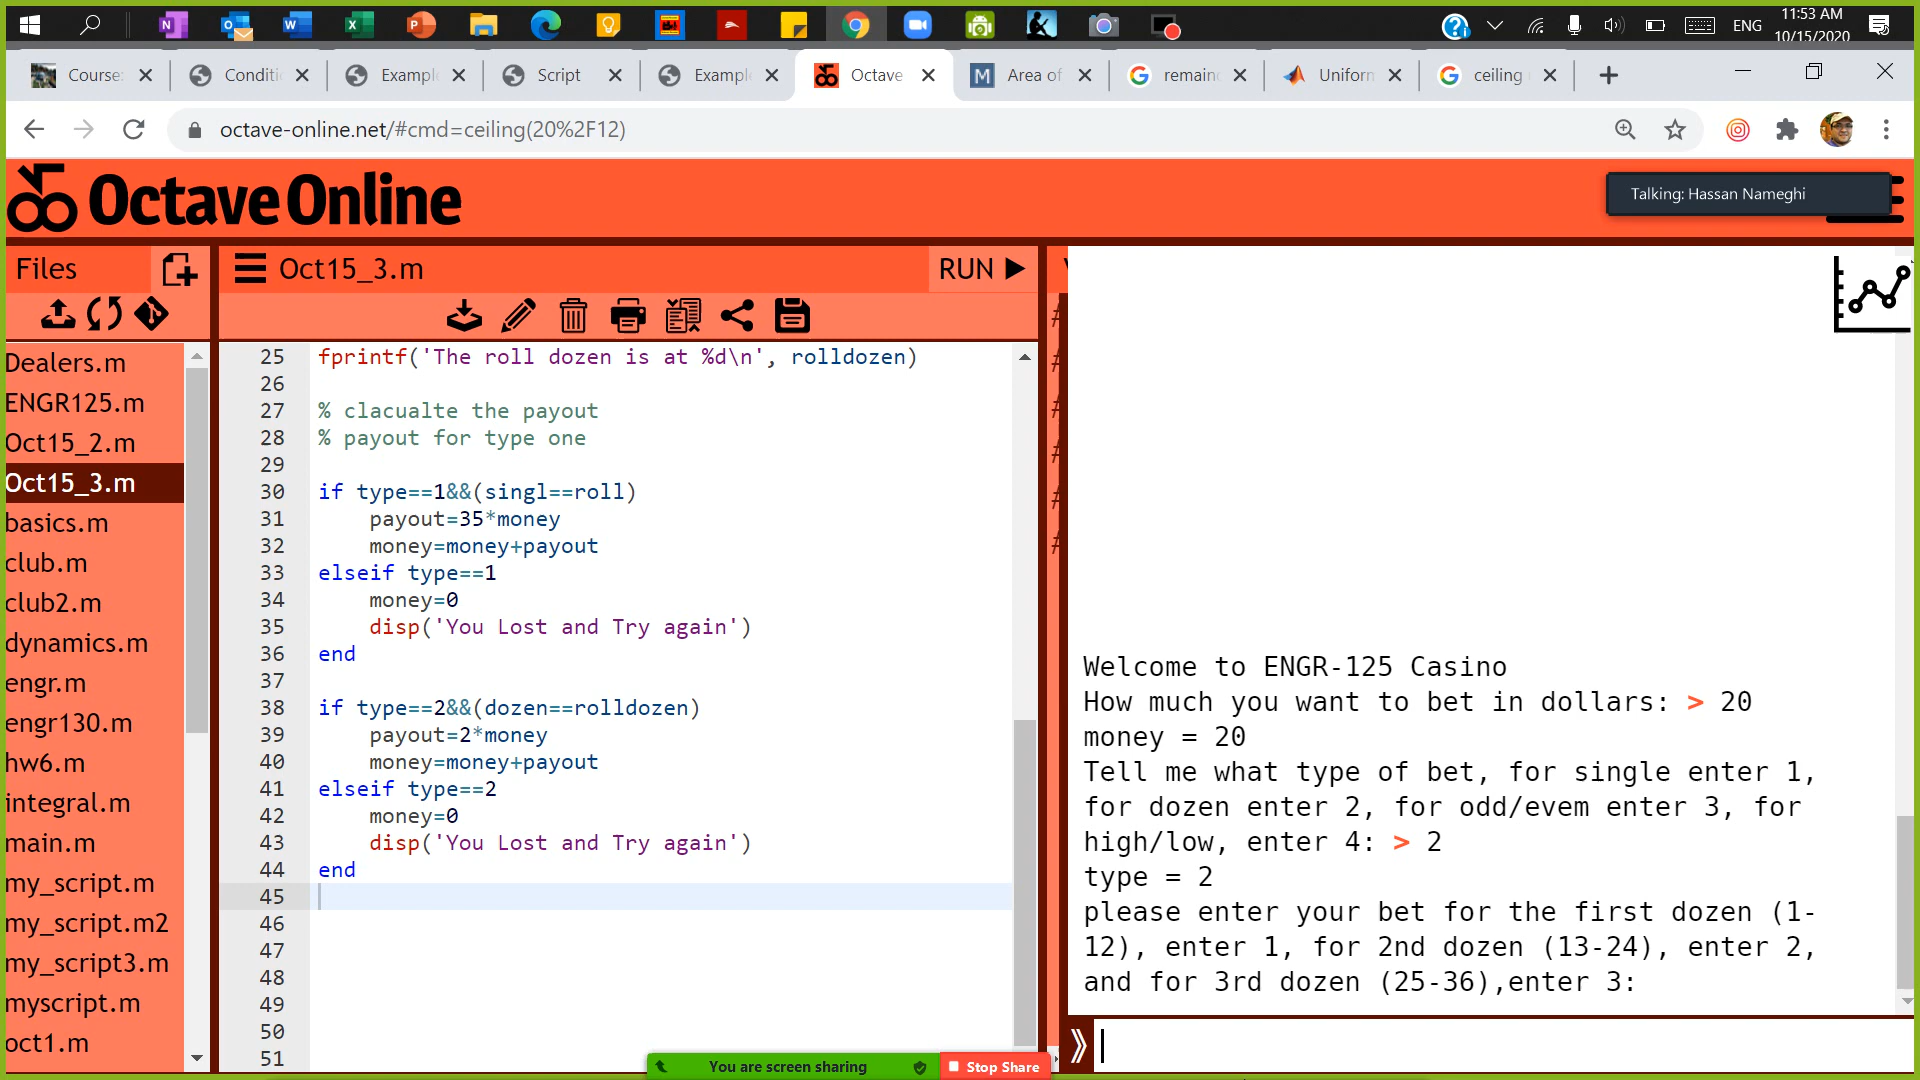 ENG
11:53 AM
10/15/2020
Course:
Conditi
Example
Script
Example
Octave
Area of
remain
Uniforn
ceiling
octave-online.net/#cmd=ceiling(20%2F12)
Octave Online
Talking: Hassan Nameghi
Files
Oct15_3.m
RUN
Dealers.m
ENGR125.m
Oct15_2.m
Oct15_3.m
basics.m
club.m
club2.m
dynamics.m
engr.m
engr130.m
hw6.m
integral.m
main.m
my_script.m
my_script.m2
my_script3.m
myscript.m
oct1.m
25 fprintf('The roll dozen is at %d\n', rolldozen)
26
27 % clacualte the payout
28 % payout for type one
29
30 if type==1&&(singl==roll)
31 payout=35*money
32 money=money+payout
33 elseif type==1
34 money=0
35 disp('You Lost and Try again')
36 end
37
38 if type==2&&(dozen==rolldozen)
39 payout=2*money
40 money=money+payout
41 elseif type==2
42 money=0
43 disp('You Lost and Try again')
44 end
45
46
47
48
49
50
51
Welcome to ENGR-125 Casino
How much you want to bet in dollars: > 20
money = 20
Tell me what type of bet, for single enter 1,
for dozen enter 2, for odd/evem enter 3, for
high/low, enter 4: > 2
type = 2
please enter your bet for the first dozen (1-
12), enter 1, for 2nd dozen (13-24), enter 2,
and for 3rd dozen (25-36),enter 3:
You are screen sharing
Stop Share